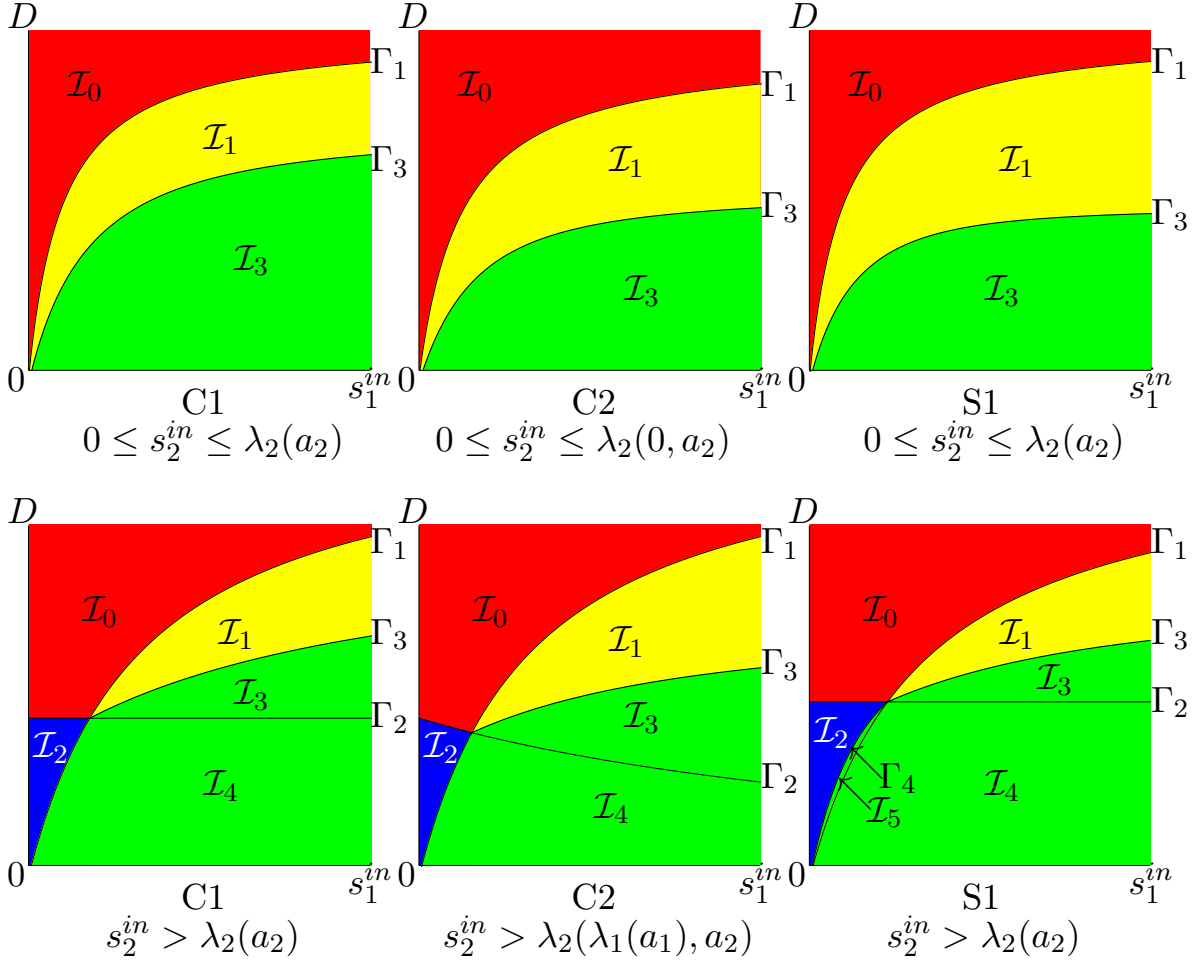 D D D
Γ₁ Γ₁ Γ₁
𝓘₀ 𝓘₀ 𝓘₀
𝓘₁ 𝓘₁ 𝓘₁
Γ₃ Γ₃ Γ₃
𝓘₃ 𝓘₃ 𝓘₃
0 s₁ⁱⁿ 0 s₁ⁱⁿ 0 s₁ⁱⁿ
C1 C2 S1
0 ≤ s₂ⁱⁿ ≤ λ₂(a₂) 0 ≤ s₂ⁱⁿ ≤ λ₂(0, a₂) 0 ≤ s₂ⁱⁿ ≤ λ₂(a₂)
D D D
Γ₁ Γ₁ Γ₁
𝓘₀ 𝓘₀ 𝓘₀
𝓘₁ 𝓘₁ 𝓘₁
Γ₃ Γ₃ Γ₃
𝓘₃ 𝓘₃ 𝓘₃
Γ₂ Γ₂ Γ₂
𝓘₂ 𝓘₂ 𝓘₂
𝓘₄ 𝓘₄ Γ₄ 𝓘₄
𝓘₅
0 s₁ⁱⁿ 0 s₁ⁱⁿ 0 s₁ⁱⁿ
C1 C2 S1
s₂ⁱⁿ > λ₂(a₂) s₂ⁱⁿ > λ₂(λ₁(a₁), a₂) s₂ⁱⁿ > λ₂(a₂)